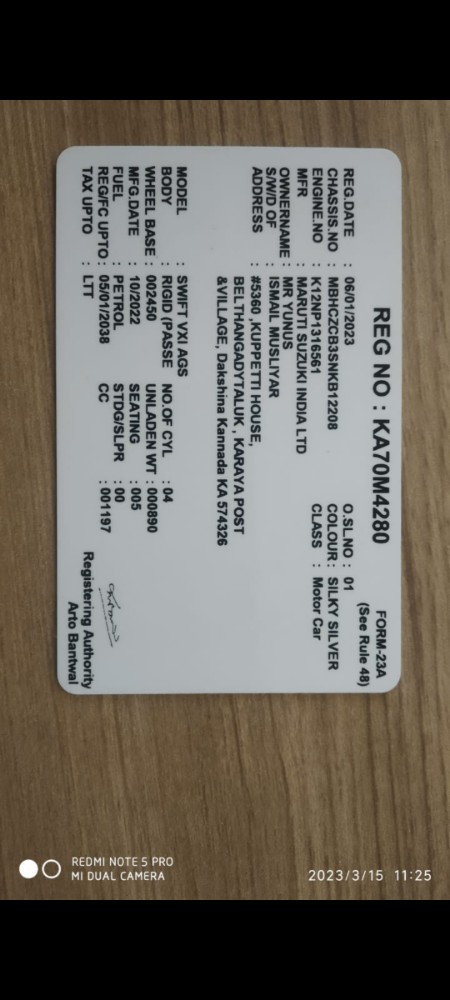 FORM-23A
(See Rule 48)
REG NO : KA70M4280
REG.DATE : 06/01/2023 O.SL.NO : 01
CHASSIS.NO : MBHCZCB3SNKB12208 COLOUR : SILKY SILVER
ENGINE.NO : K12NP1316561 CLASS : Motor Car
MFR : MARUTI SUZUKI INDIA LTD
OWNERNAME : MR YUNUS
S/W/D OF : ISMAIL MUSLIYAR
ADDRESS : #5360 ,KUPPETTI HOUSE,
BELTHANGADYTALUK , KARAYA POST
&VILLAGE, Dakshina Kannada KA 574326
MODEL : SWIFT VXI AGS NO.OF CYL : 04
BODY : RIGID (PASSE UNLADEN WT : 000890
WHEEL BASE : 002450 SEATING : 005
MFG.DATE : 10/2022 STDG/SLPR : 00
FUEL : PETROL CC : 001197
REG/FC UPTO : 05/01/2038
TAX UPTO : LTT
Registering Authority
Arto Bantwal
REDMI NOTE 5 PRO
MI DUAL CAMERA
2023/3/15 11:25